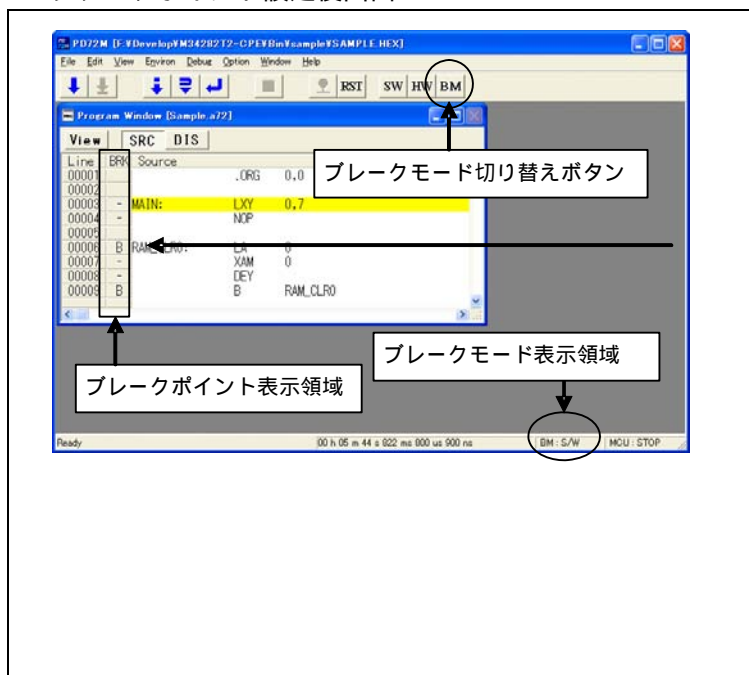 PD72M [F:¥Develop¥M34282T2-CPE¥Bin¥sample¥SAMPLE.HEX]
File Edit View Environ Debug Option Window Help
RST SW HW BM
Program Window [Sample.a72]
View SRC DIS
Line BRK Source
00001 .ORG 0,0
00002
00003 - MAIN: LXY 0,7
00004 - NOP
00005
00006 B RAM_CLR0: LA 0
00007 - XAM 0
00008 - DEY
00009 B B RAM_CLR0
ブレークモード切り替えボタン
ブレークモード表示領域
ブレークポイント表示領域
Ready 00 h 05 m 44 s 822 ms 800 us 900 ns BM : S/W MCU : STOP